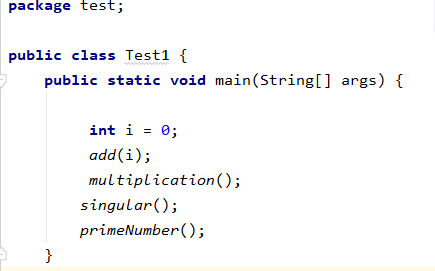 package test;
public class Test1 {
public static void main(String[] args) {
int i = 0;
add(i);
multiplication();
singular();
primeNumber();
}